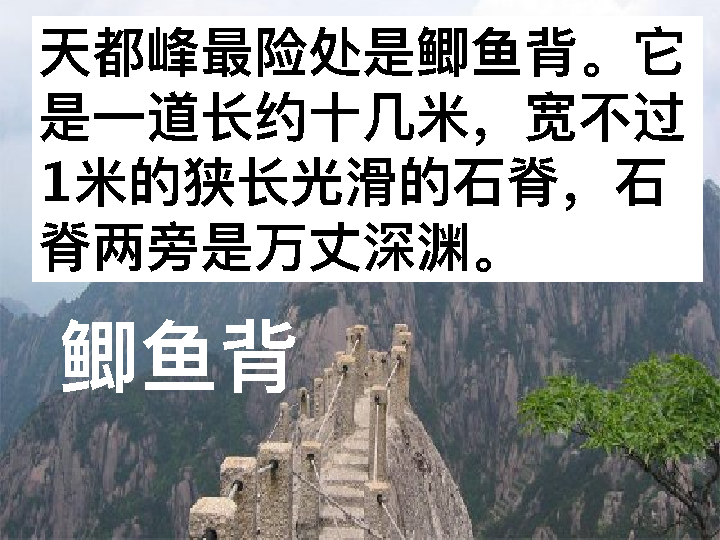 天都峰最险处是鲫鱼背。它
是一道长约十几米，宽不过
1米的狭长光滑的石脊，石
脊两旁是万丈深渊。
鲫鱼背